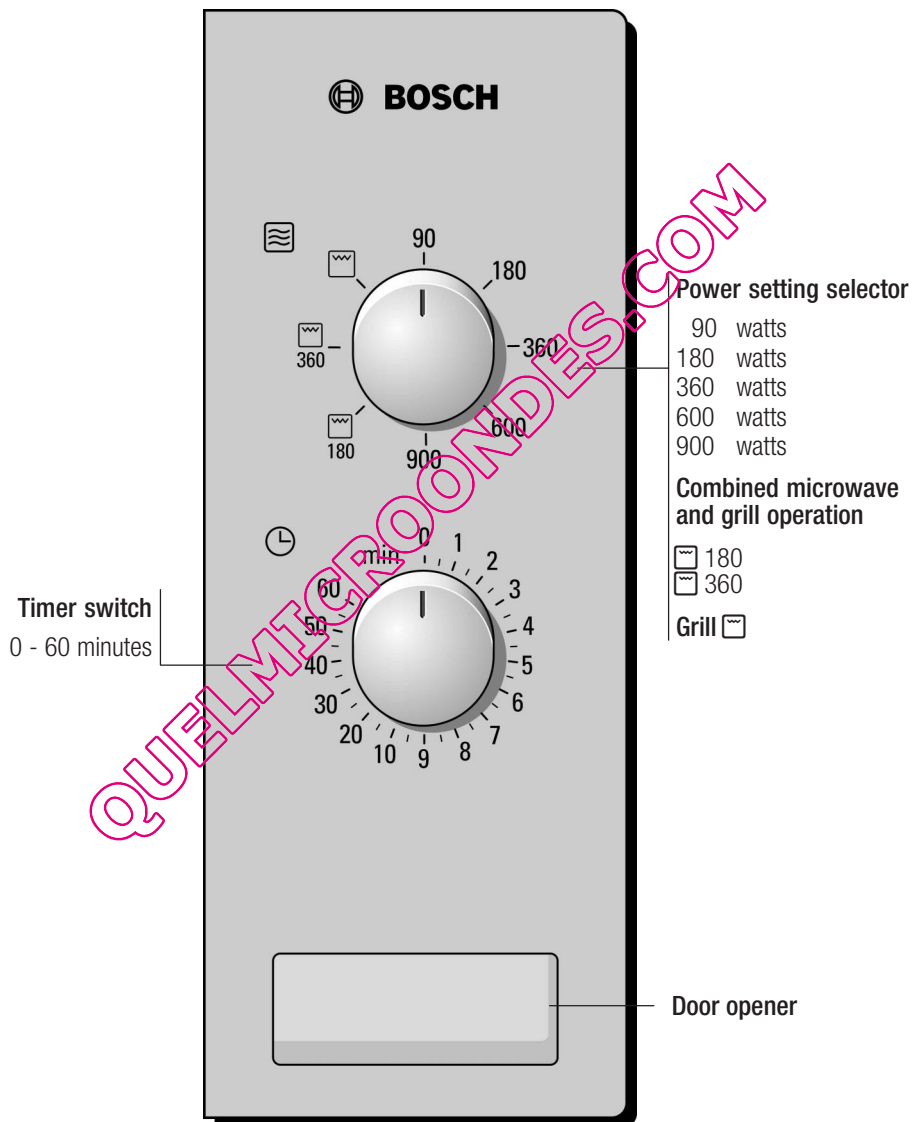 BOSCH
90
180
360
600
900
180
360
Power setting selector
90 watts
180 watts
360 watts
600 watts
900 watts
Combined microwave
and grill operation
180
360
Grill
min
0
1
2
3
4
5
6
7
8
9
10
20
30
40
50
60
Timer switch
0 - 60 minutes
Door opener
QUELMICROONDES.COM